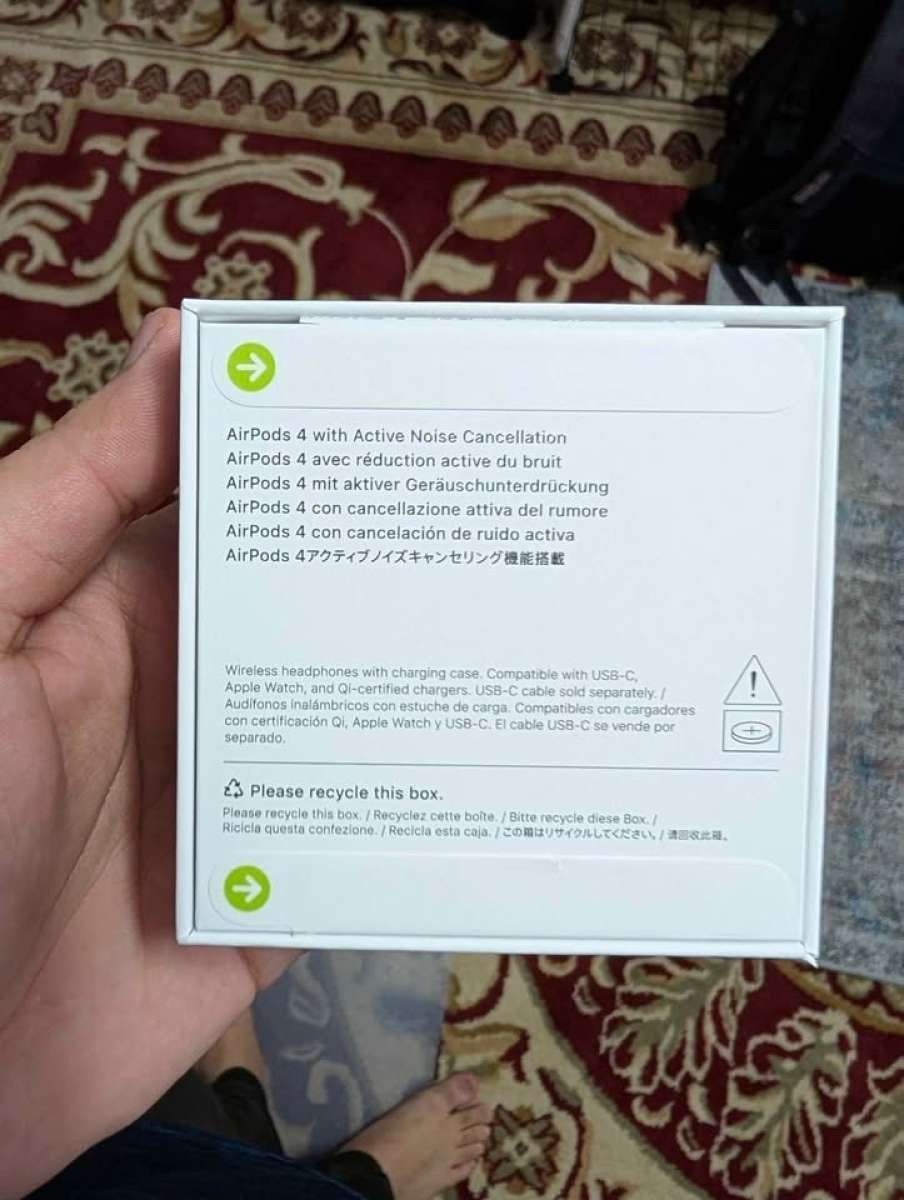 AirPods 4 with Active Noise Cancellation
AirPods 4 avec réduction active du bruit
AirPods 4 mit aktiver Geräuschunterdrückung
AirPods 4 con cancellazione attiva del rumore
AirPods 4 con cancelación de ruido activa
AirPods 4アクティブノイズキャンセリング機能搭載
Wireless headphones with charging case. Compatible with USB-C,
Apple Watch, and Qi-certified chargers. USB-C cable sold separately. /
Audífonos inalámbricos con estuche de carga. Compatibles con cargadores
con certificación Qi, Apple Watch y USB-C. El cable USB-C se vende por
separado.
Please recycle this box.
Please recycle this box. / Recyclez cette boîte. / Bitte recycle diese Box. /
Ricicla questa confezione. / Recicla esta caja. / この箱はリサイクルしてください。/ 请回收此箱。